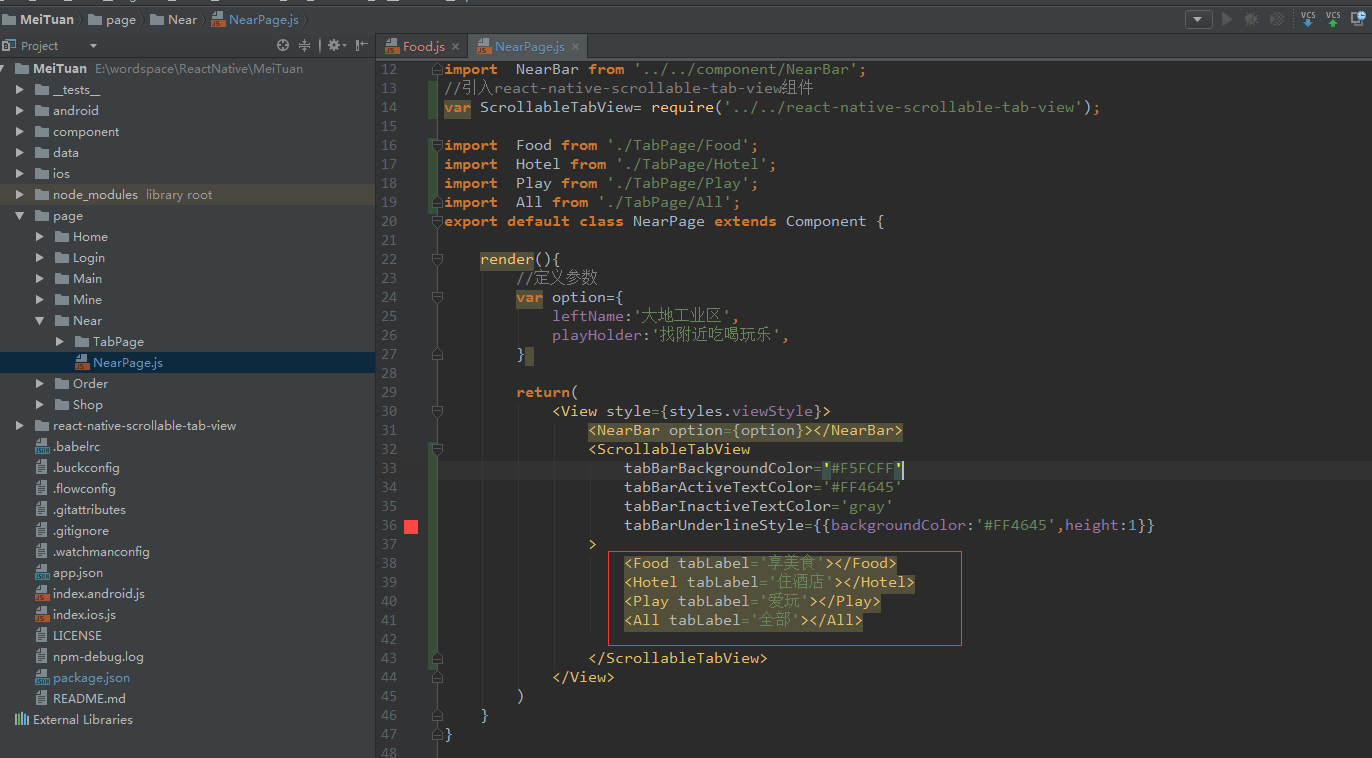 MeiTuan page Near NearPage.js
VCS VCS
Project
Food.js NearPage.js
MeiTuan E:\wordspace\ReactNative\MeiTuan
__tests__
android
component
data
ios
node_modules library root
page
Home
Login
Main
Mine
Near
TabPage
NearPage.js
Order
Shop
react-native-scrollable-tab-view
.babelrc
.buckconfig
.flowconfig
.gitattributes
.gitignore
.watchmanconfig
app.json
index.android.js
index.ios.js
LICENSE
npm-debug.log
package.json
README.md
External Libraries
12 import  NearBar from '../../component/NearBar';
13 //引入react-native-scrollable-tab-view组件
14 var ScrollableTabView= require('../../react-native-scrollable-tab-view');
15
16 import  Food from './TabPage/Food';
17 import  Hotel from './TabPage/Hotel';
18 import  Play from './TabPage/Play';
19 import  All from './TabPage/All';
20 export default class NearPage extends Component {
21
22     render(){
23         //定义参数
24         var option={
25             leftName:'大地工业区',
26             playHolder:'找附近吃喝玩乐',
27         }
28
29         return(
30             <View style={styles.viewStyle}>
31                 <NearBar option={option}></NearBar>
32                 <ScrollableTabView
33                     tabBarBackgroundColor='#F5FCFF'
34                     tabBarActiveTextColor='#FF4645'
35                     tabBarInactiveTextColor='gray'
36                     tabBarUnderlineStyle={{backgroundColor:'#FF4645',height:1}}
37                 >
38                     <Food tabLabel='享美食'></Food>
39                     <Hotel tabLabel='住酒店'></Hotel>
40                     <Play tabLabel='爱玩'></Play>
41                     <All tabLabel='全部'></All>
42
43                 </ScrollableTabView>
44             </View>
45         )
46     }
47 }
48